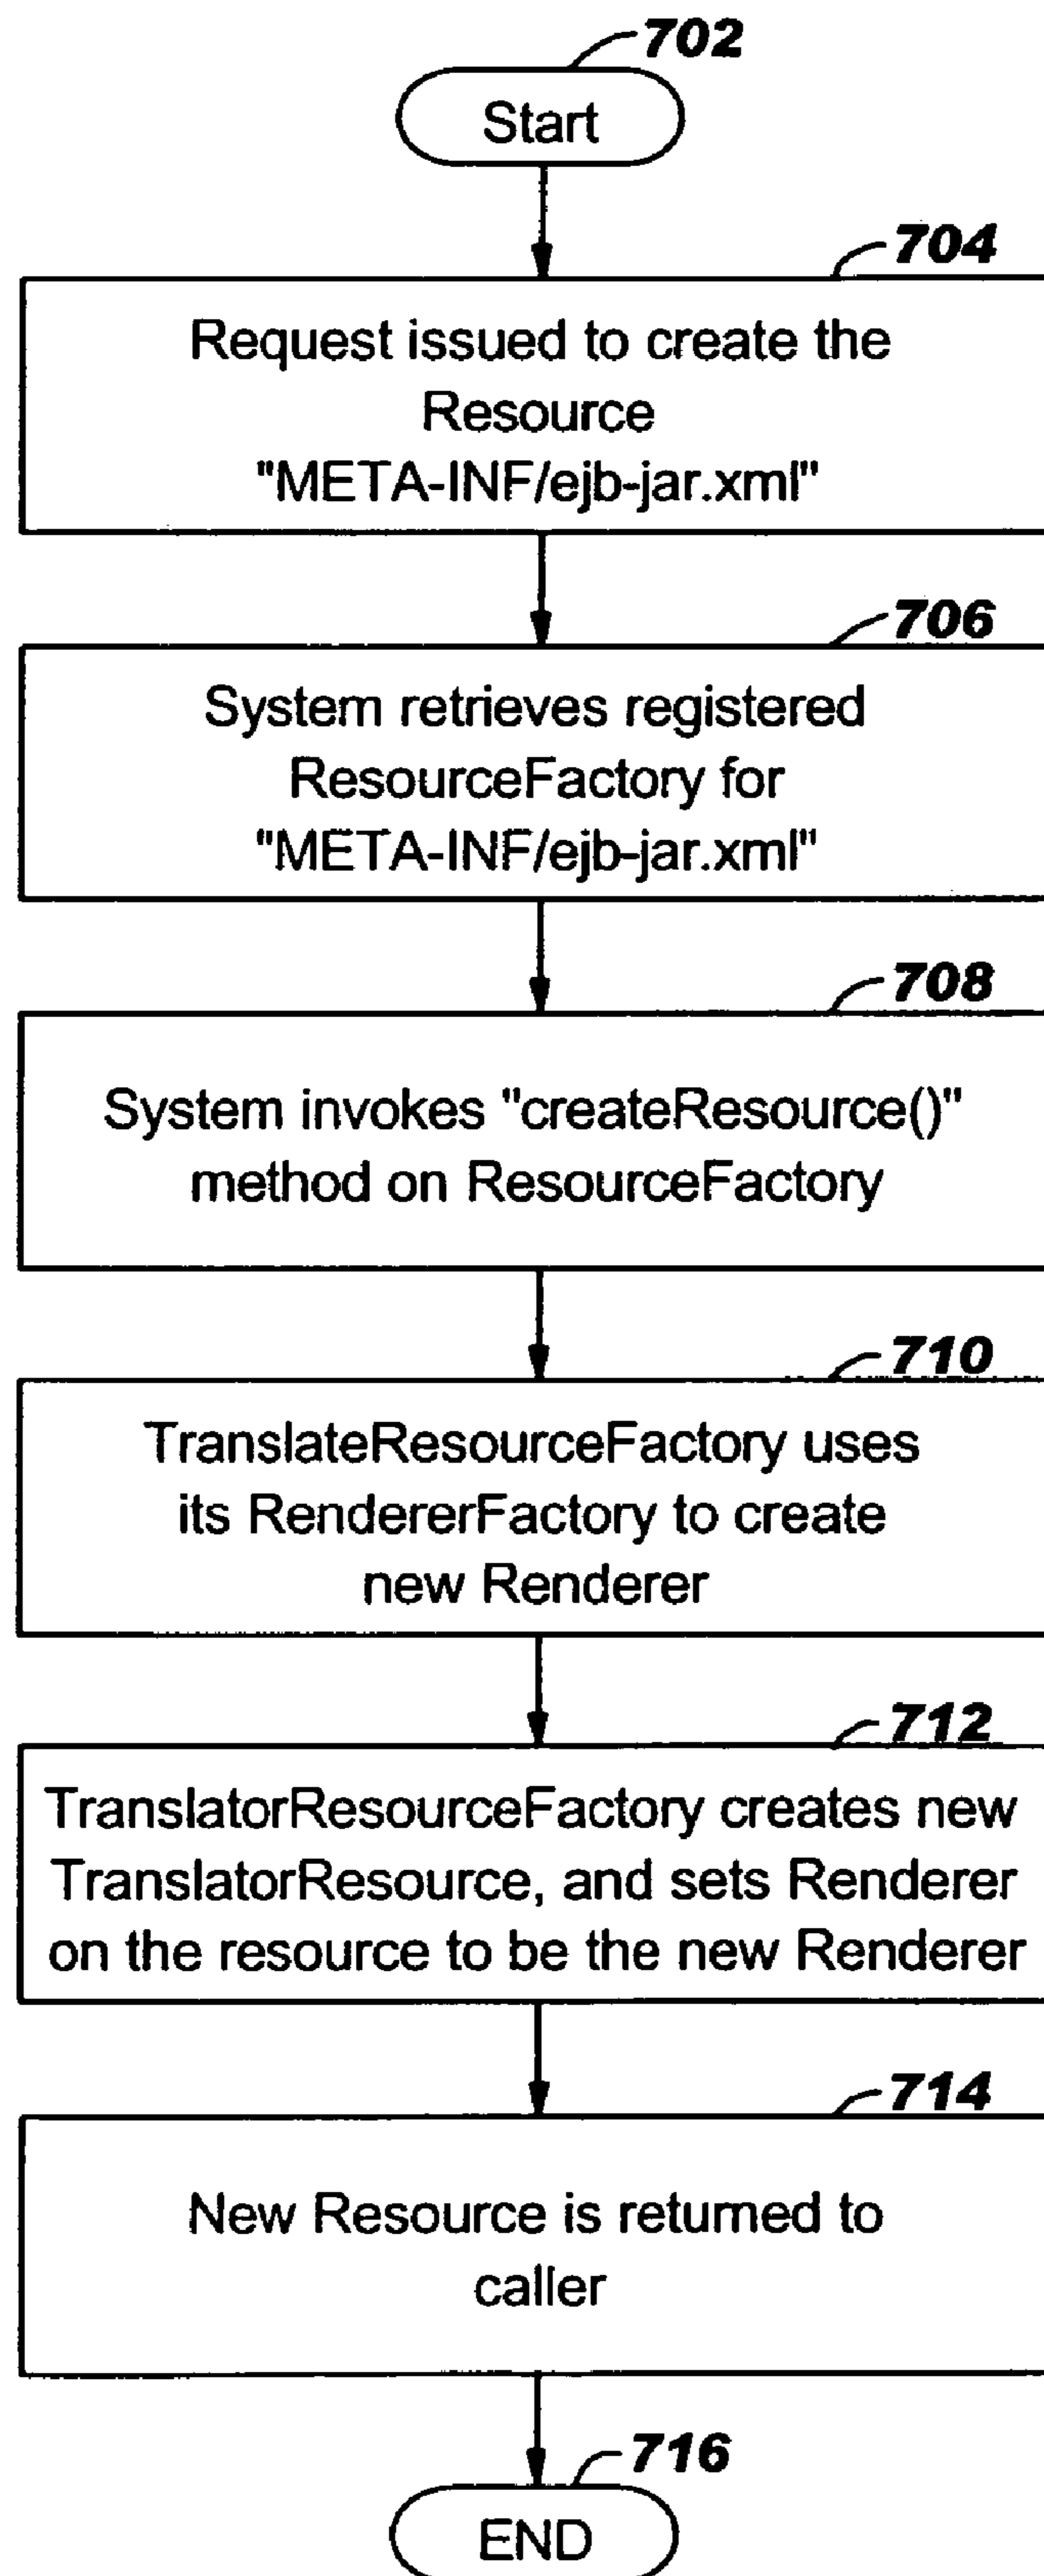 702
Start
704
Request issued to create the
Resource
"META-INF/ejb-jar.xml"
706
System retrieves registered
ResourceFactory for
"META-INF/ejb-jar.xml"
708
System invokes "createResource()"
method on ResourceFactory
710
TranslateResourceFactory uses
its RendererFactory to create
new Renderer
712
TranslatorResourceFactory creates new
TranslatorResource, and sets Renderer
on the resource to be the new Renderer
714
New Resource is returned to
caller
716
END